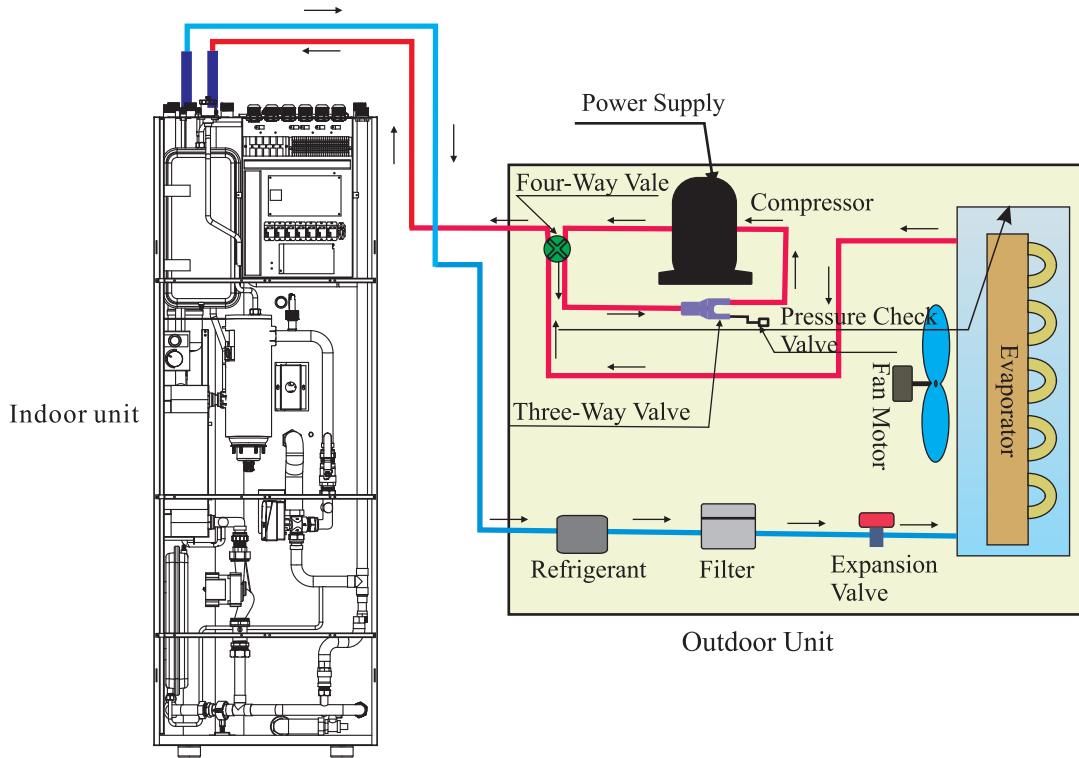 Power Supply
Four-Way Vale
Compressor
Pressure Check
Valve
Indoor unit
Three-Way Valve
Fan Motor
Evaporator
Refrigerant
Filter
Expansion
Valve
Outdoor Unit